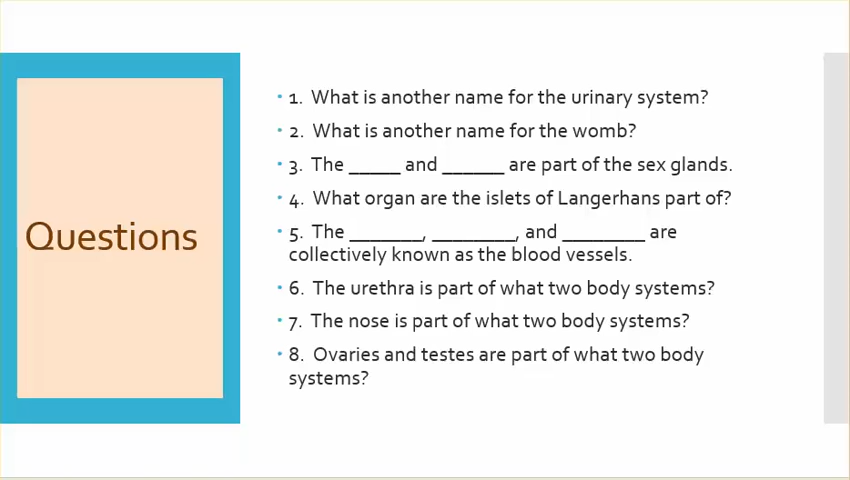 Questions
• 1. What is another name for the urinary system?
• 2. What is another name for the womb?
• 3. The _____ and ______ are part of the sex glands.
• 4. What organ are the islets of Langerhans part of?
• 5. The _______, ________, and ________ are
collectively known as the blood vessels.
• 6. The urethra is part of what two body systems?
• 7. The nose is part of what two body systems?
• 8. Ovaries and testes are part of what two body
systems?